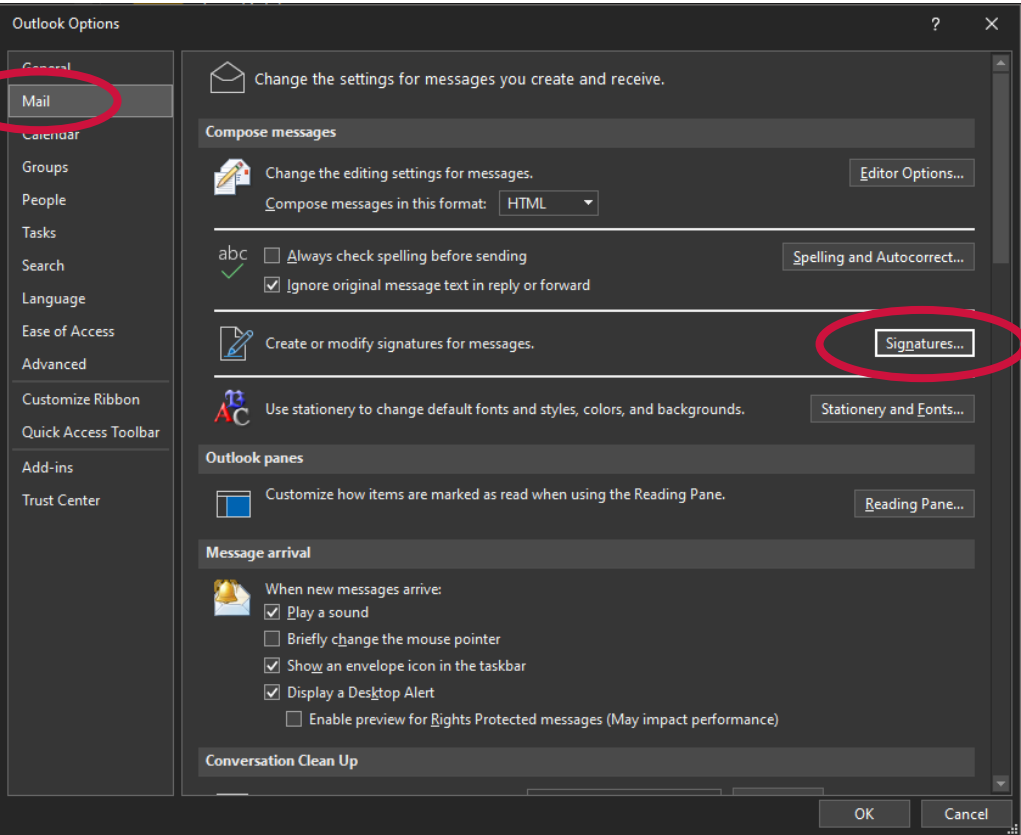 Outlook Options
?
General
Mail
Calendar
Groups
People
Tasks
Search
Language
Ease of Access
Advanced
Customize Ribbon
Quick Access Toolbar
Add-ins
Trust Center
Change the settings for messages you create and receive.
Compose messages
Change the editing settings for messages.
Editor Options...
Compose messages in this format: HTML
abc
Always check spelling before sending
Spelling and Autocorrect...
Ignore original message text in reply or forward
Create or modify signatures for messages.
Signatures...
Use stationery to change default fonts and styles, colors, and backgrounds.
Stationery and Fonts...
Outlook panes
Customize how items are marked as read when using the Reading Pane.
Reading Pane...
Message arrival
When new messages arrive:
Play a sound
Briefly change the mouse pointer
Show an envelope icon in the taskbar
Display a Desktop Alert
Enable preview for Rights Protected messages (May impact performance)
Conversation Clean Up
OK
Cancel